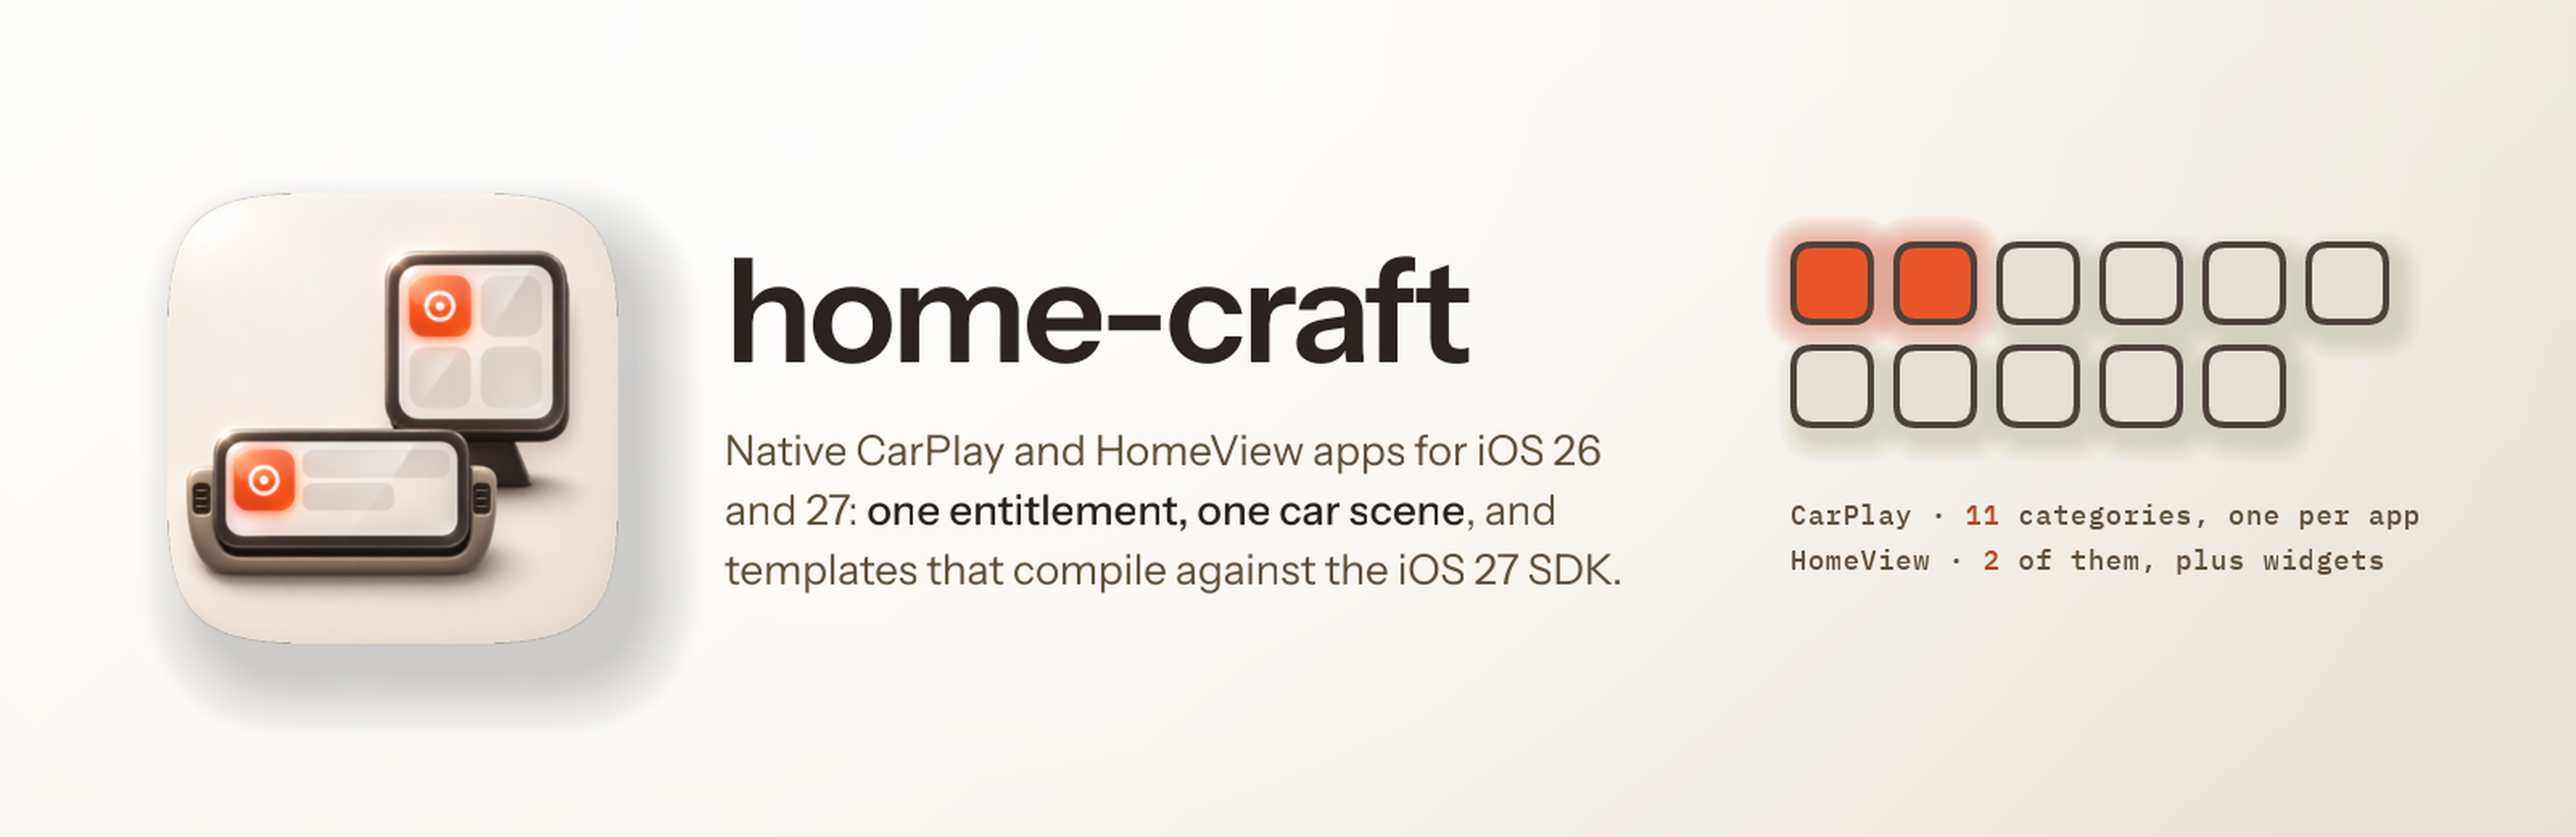 home-craft
Native CarPlay and HomeView apps for iOS 26
and 27: one entitlement, one car scene, and
templates that compile against the iOS 27 SDK.
CarPlay · 11 categories, one per app
HomeView · 2 of them, plus widgets